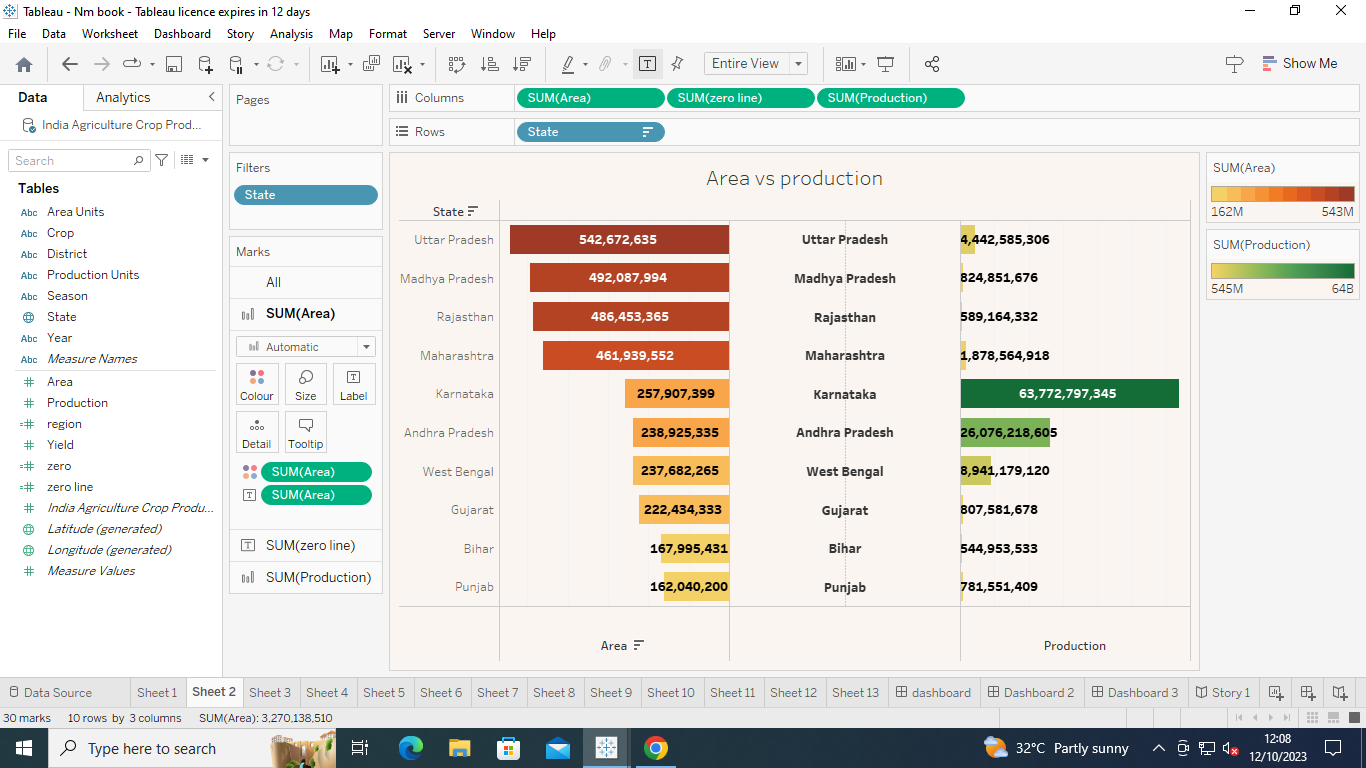 Tableau - Nm book - Tableau licence expires in 12 days
File Data Worksheet Dashboard Story Analysis Map Format Server Window Help
Entire View
Show Me
Data Analytics
India Agriculture Crop Prod...
Search
Tables
Abc Area Units
Abc Crop
Abc District
Abc Production Units
Abc Season
State
Abc Year
Abc Measure Names
Area
Production
region
Yield
zero
zero line
India Agriculture Crop Produ...
Latitude (generated)
Longitude (generated)
Measure Values
Pages
Filters
State
Marks
All
SUM(Area)
Automatic
Colour Size Label
Detail Tooltip
SUM(Area)
SUM(Area)
SUM(zero line)
SUM(Production)
Columns SUM(Area) SUM(zero line) SUM(Production)
Rows State
Area vs production
State
Uttar Pradesh 542,672,635 Uttar Pradesh 4,442,585,306
Madhya Pradesh 492,087,994 Madhya Pradesh 824,851,676
Rajasthan 486,453,365 Rajasthan 589,164,332
Maharashtra 461,939,552 Maharashtra 1,878,564,918
Karnataka 257,907,399 Karnataka 63,772,797,345
Andhra Pradesh 238,925,335 Andhra Pradesh 26,076,218,605
West Bengal 237,682,265 West Bengal 8,941,179,120
Gujarat 222,434,333 Gujarat 807,581,678
Bihar 167,995,431 Bihar 544,953,533
Punjab 162,040,200 Punjab 781,551,409
Area Production
SUM(Area)
162M 543M
SUM(Production)
545M 64B
Data Source Sheet 1 Sheet 2 Sheet 3 Sheet 4 Sheet 5 Sheet 6 Sheet 7 Sheet 8 Sheet 9 Sheet 10 Sheet 11 Sheet 12 Sheet 13 dashboard Dashboard 2 Dashboard 3 Story 1
30 marks 10 rows by 3 columns SUM(Area): 3,270,138,510
Type here to search
32°C Partly sunny
12:08
12/10/2023